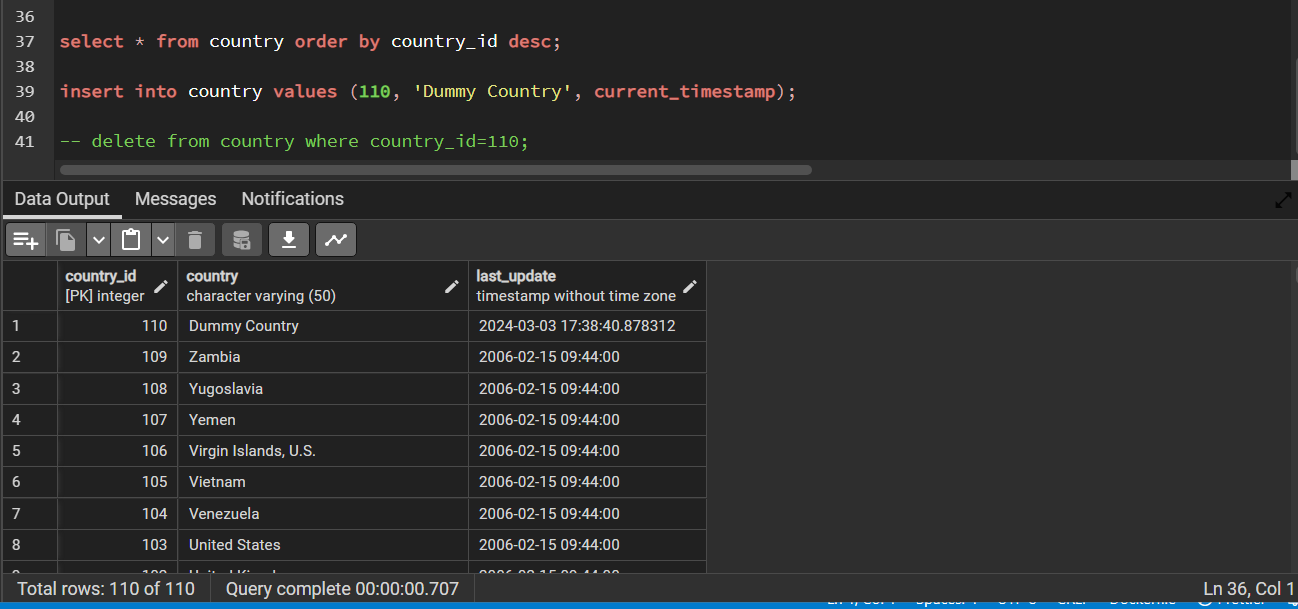 36
37 select * from country order by country_id desc;
38
39 insert into country values (110, 'Dummy Country', current_timestamp);
40
41 -- delete from country where country_id=110;
Data Output Messages Notifications
country_id country last_update
[PK] integer character varying (50) timestamp without time zone
1 110 Dummy Country 2024-03-03 17:38:40.878312
2 109 Zambia 2006-02-15 09:44:00
3 108 Yugoslavia 2006-02-15 09:44:00
4 107 Yemen 2006-02-15 09:44:00
5 106 Virgin Islands, U.S. 2006-02-15 09:44:00
6 105 Vietnam 2006-02-15 09:44:00
7 104 Venezuela 2006-02-15 09:44:00
8 103 United States 2006-02-15 09:44:00
Total rows: 110 of 110 Query complete 00:00:00.707 Ln 36, Col 1